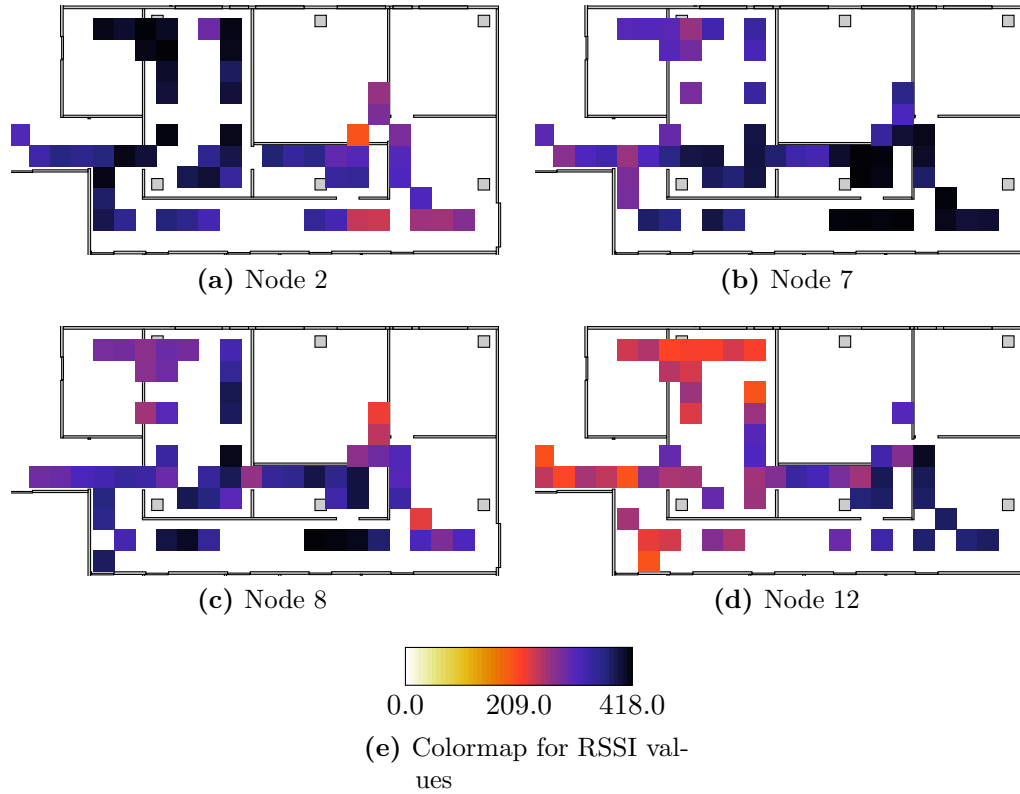 (a) Node 2
(b) Node 7
(c) Node 8
(d) Node 12
0.0 209.0 418.0
(e) Colormap for RSSI val-
ues